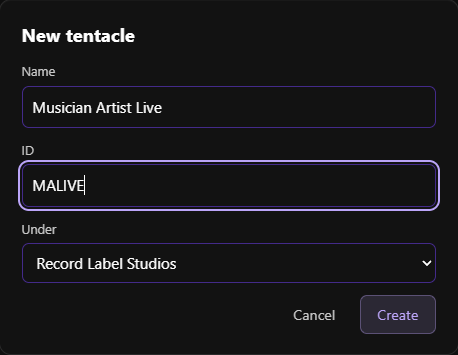 New tentacle
Name
Musician Artist Live
ID
MALIVE
Under
Record Label Studios
Cancel
Create